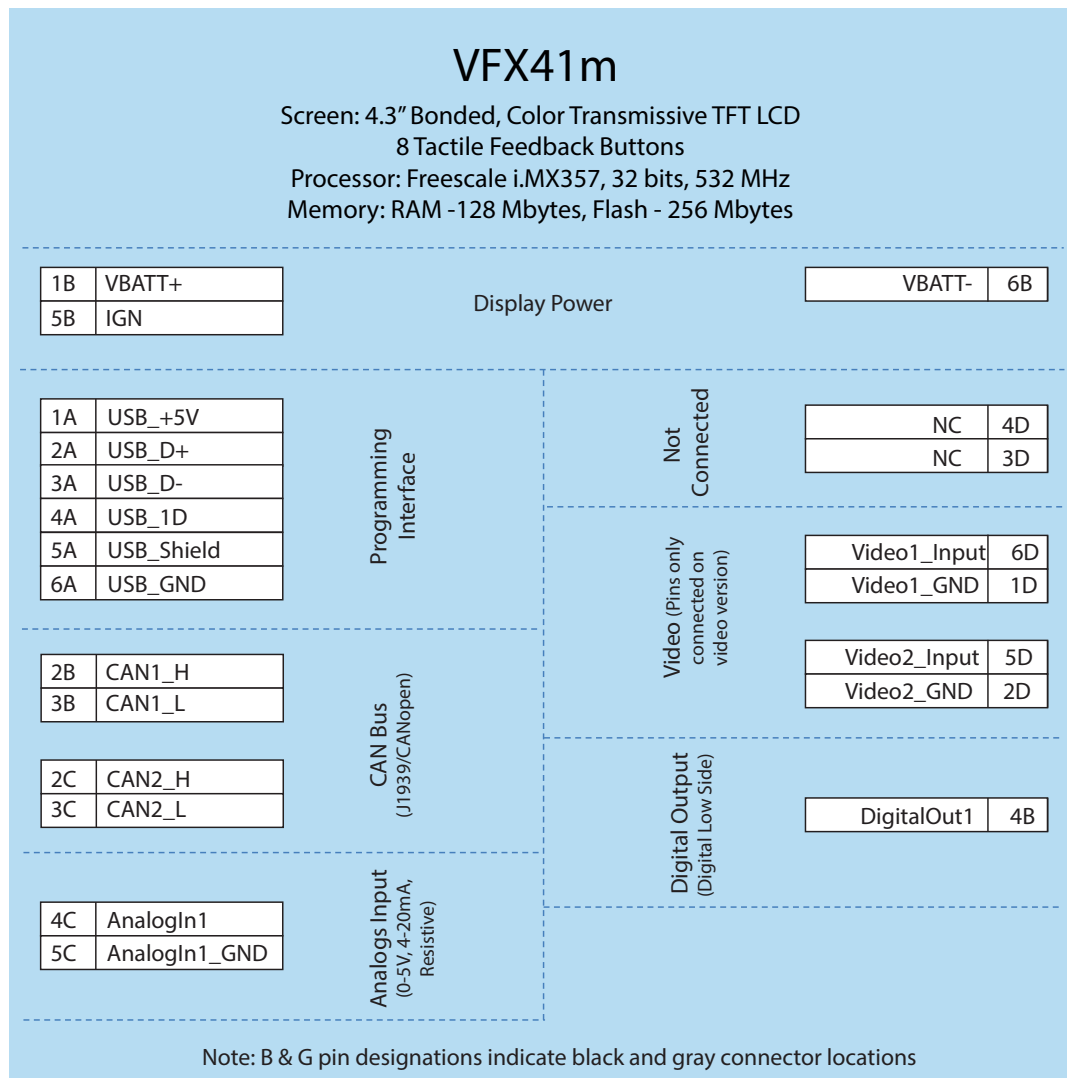 VFX41m
Screen: 4.3” Bonded, Color Transmissive TFT LCD
8 Tactile Feedback Buttons
Processor: Freescale i.MX357, 32 bits, 532 MHz
Memory: RAM -128 Mbytes, Flash - 256 Mbytes
1B VBATT+
5B IGN
Display Power
VBATT- 6B
1A USB_+5V
2A USB_D+
3A USB_D-
4A USB_1D
5A USB_Shield
6A USB_GND
Programming
Interface
Not
Connected
NC 4D
NC 3D
Video (Pins only
connected on
video version)
Video1_Input 6D
Video1_GND 1D
Video2_Input 5D
Video2_GND 2D
2B CAN1_H
3B CAN1_L
2C CAN2_H
3C CAN2_L
CAN Bus
(J1939/CANopen)
Digital Output
(Digital Low Side)
DigitalOut1 4B
4C AnalogIn1
5C AnalogIn1_GND
Analogs Input
(0-5V, 4-20mA,
Resistive)
Note: B & G pin designations indicate black and gray connector locations